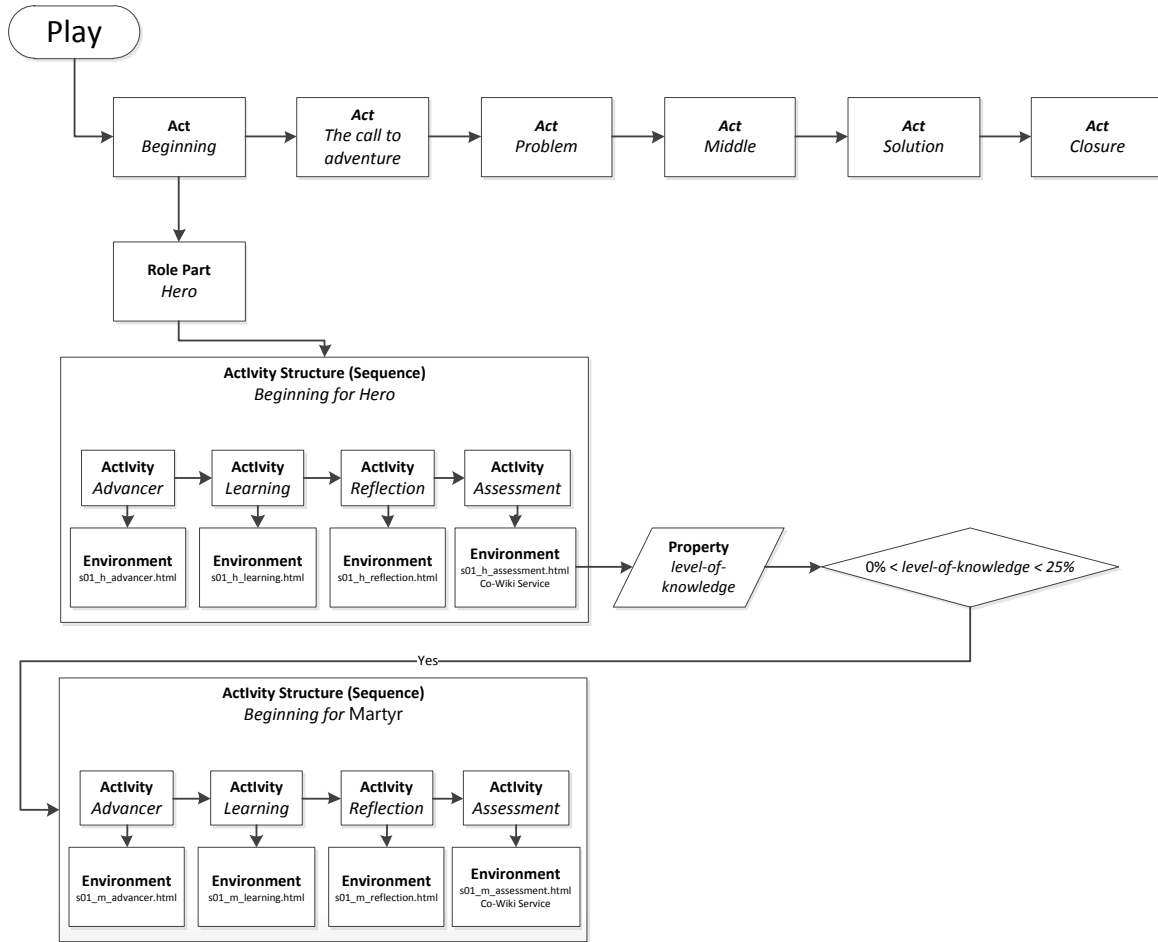 Play
Act
Beginning
Act
The call to
adventure
Act
Problem
Act
Middle
Act
Solution
Act
Closure
Role Part
Hero
ActIvity Structure (Sequence)
Beginning for Hero
ActIvity
Advancer
ActIvity
Learning
ActIvity
Reflection
ActIvity
Assessment
Environment
s01_h_advancer.html
Environment
s01_h_learning.html
Environment
s01_h_reflection.html
Environment
s01_h_assessment.html
Co-Wiki Service
Property
level-of-
knowledge
0% < level-of-knowledge < 25%
Yes
ActIvity Structure (Sequence)
Beginning for Martyr
ActIvity
Advancer
ActIvity
Learning
ActIvity
Reflection
ActIvity
Assessment
Environment
s01_m_advancer.html
Environment
s01_m_learning.html
Environment
s01_m_reflection.html
Environment
s01_m_assessment.html
Co-Wiki Service